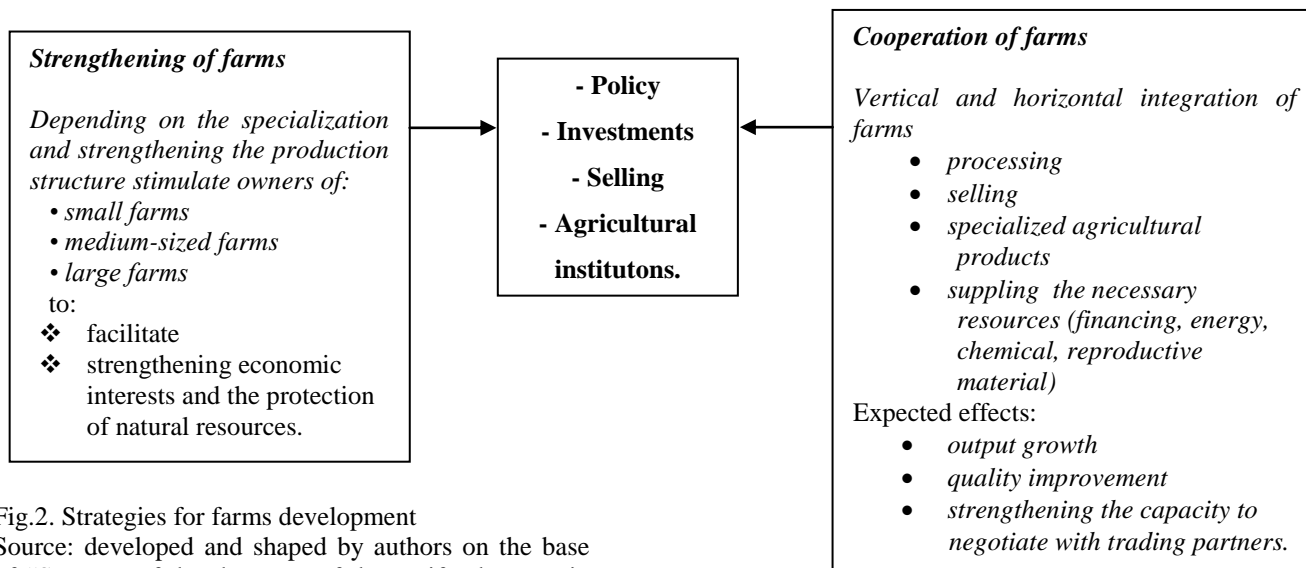 Strengthening of farms
Depending on the specialization
and strengthening the production
structure stimulate owners of:
• small farms
• medium-sized farms
• large farms
to:
❖ facilitate
❖ strengthening economic
interests and the protection
of natural resources.
- Policy
- Investments
- Selling
- Agricultural
institutons.
Cooperation of farms
Vertical and horizontal integration of
farms
• processing
• selling
• specialized agricultural
products
• suppling the necessary
resources (financing, energy,
chemical, reproductive
material)
Expected effects:
• output growth
• quality improvement
• strengthening the capacity to
negotiate with trading partners.
Fig.2. Strategies for farms development
Source: developed and shaped by authors on the base